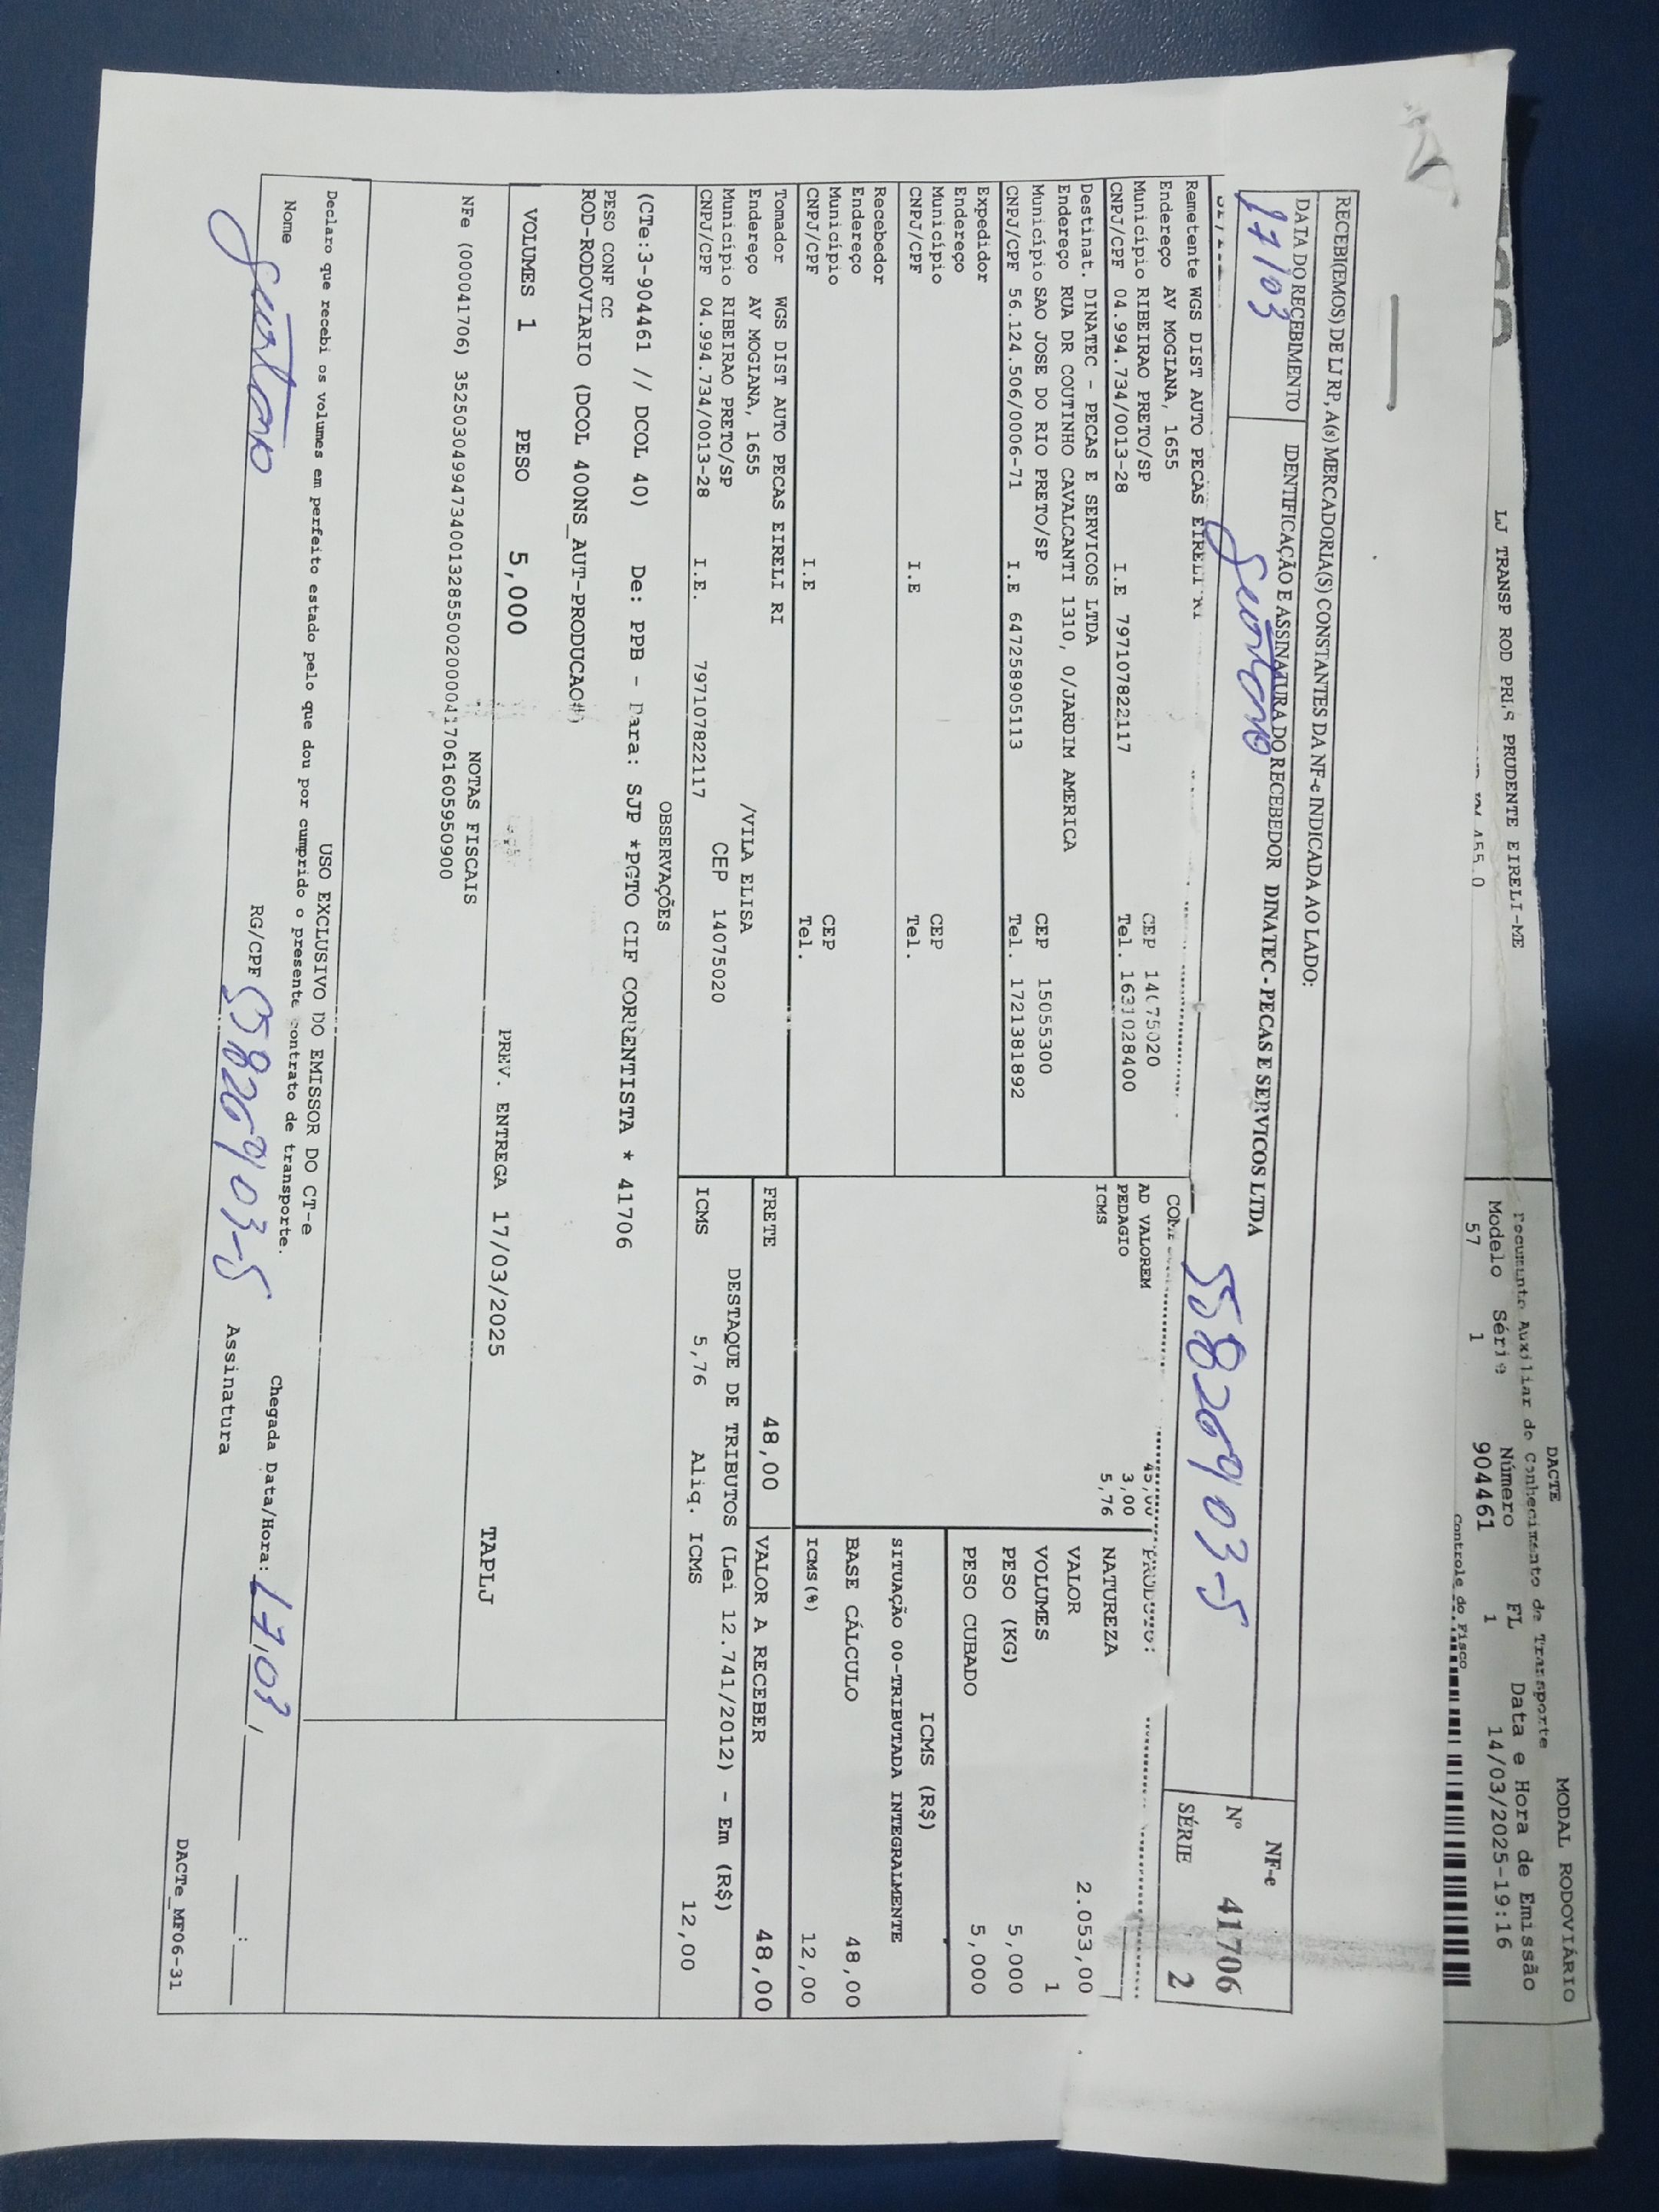 LJ TRANSP ROD PRES PRUDENTE EIRELI-ME
DACTE
Documento Auxiliar do Conhecimento de Transporte
MODAL RODOVIÁRIO
Modelo Série Número FL Data e Hora de Emissão
57 1 904461 1 14/03/2025-19:16
Controle do Fisco
RECEBI(EMOS) DE LJ RP, A(s) MERCADORIA(S) CONSTANTES DA NF-e INDICADA AO LADO:
DATA DO RECEBIMENTO
17/03
IDENTIFICAÇÃO E ASSINATURA DO RECEBEDOR DINATEC - PECAS E SERVICOS LTDA
55826903-5
NF-e
Nº 41706
SÉRIE 2
Remetente WGS DIST AUTO PECAS EIRELI RI
Endereço AV MOGIANA, 1655
Município RIBEIRAO PRETO/SP CEP 14075020
CNPJ/CPF 04.994.734/0013-28 I.E 797107822117 Tel. 1631028400
Destinat. DINATEC - PECAS E SERVICOS LTDA
Endereço RUA DR COUTINHO CAVALCANTI 1310, 0/JARDIM AMERICA
Município SAO JOSE DO RIO PRETO/SP CEP 15055300
CNPJ/CPF 56.124.506/0006-71 I.E 647258905113 Tel. 1721381892
Expedidor
Endereço
Município CEP
CNPJ/CPF I.E Tel.
Recebedor
Endereço
Município CEP
CNPJ/CPF I.E Tel.
Tomador WGS DIST AUTO PECAS EIRELI RI
Endereço AV MOGIANA, 1655 /VILA ELISA
Município RIBEIRAO PRETO/SP CEP 14075020
CNPJ/CPF 04.994.734/0013-28 I.E. 797107822117
AD VALOREM 45,00
PEDAGIO 3,00
ICMS 5,76
PRODUTO:
NATUREZA
VALOR 2.053,00
VOLUMES 1
PESO (KG) 5,000
PESO CUBADO 5,000
ICMS (R$)
SITUAÇÃO 00-TRIBUTADA INTEGRALMENTE
BASE CÁLCULO 48,00
ICMS(%) 12,00
FRETE 48,00 VALOR A RECEBER 48,00
DESTAQUE DE TRIBUTOS (Lei 12.741/2012) - Em (R$)
ICMS 5,76 Aliq. ICMS 12,00
OBSERVAÇÕES
(CTe:3-904461 // DCOL 40) De: PPB - Para: SJP *PGTO CIF CORRENTISTA * 41706
PESO CONF CC
ROD-RODOVIARIO (DCOL 400NS_AUT-PRODUCAO#)
VOLUMES 1 PESO 5,000 PREV. ENTREGA 17/03/2025 TAPLJ
NOTAS FISCAIS
NFe (000041706) 35250304994734001328550020000417061605950900
USO EXCLUSIVO DO EMISSOR DO CT-e
Declaro que recebi os volumes em perfeito estado pelo que dou por cumprido o presente contrato de transporte.
Nome RG/CPF 55826903-5 Assinatura Chegada Data/Hora: 17/03/
DACTe_MF06-31